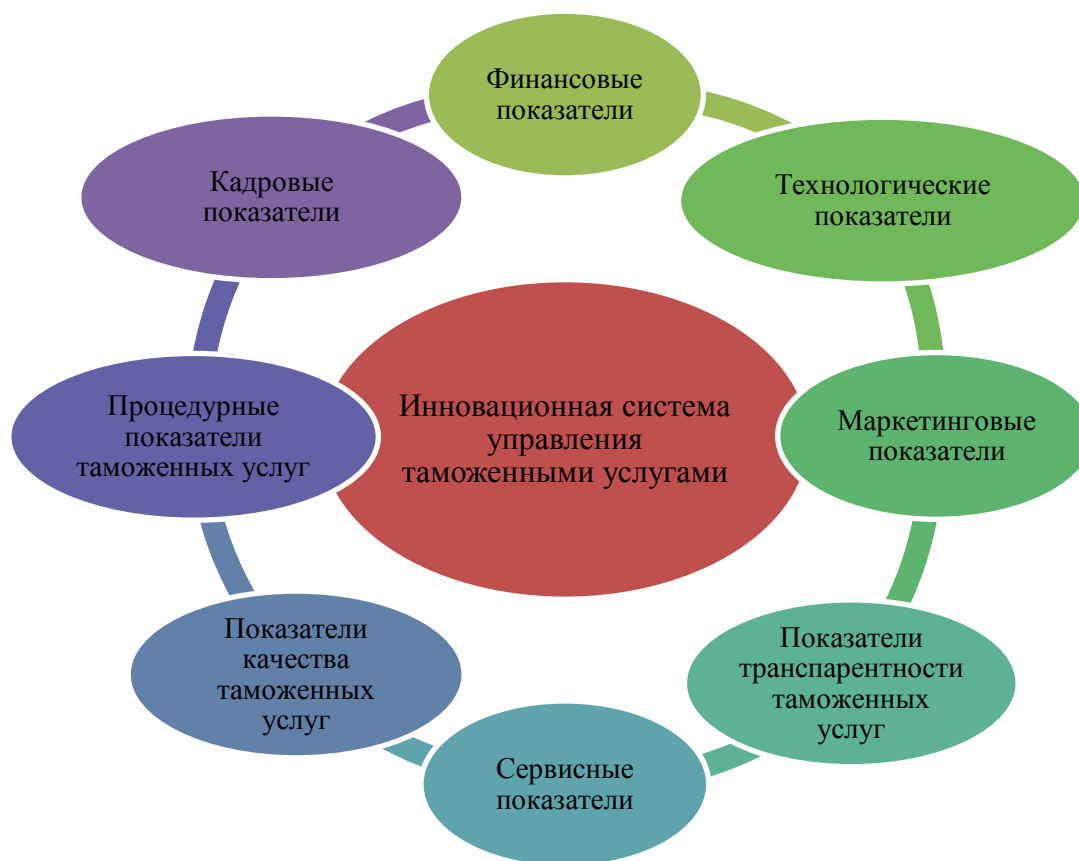 Финансовые
показатели
Технологические
показатели
Маркетинговые
показатели
Показатели
транспарентности
таможенных
услуг
Сервисные
показатели
Показатели
качества
таможенных
услуг
Процедурные
показатели
таможенных услуг
Кадровые
показатели
Инновационная система
управления
таможенными услугами